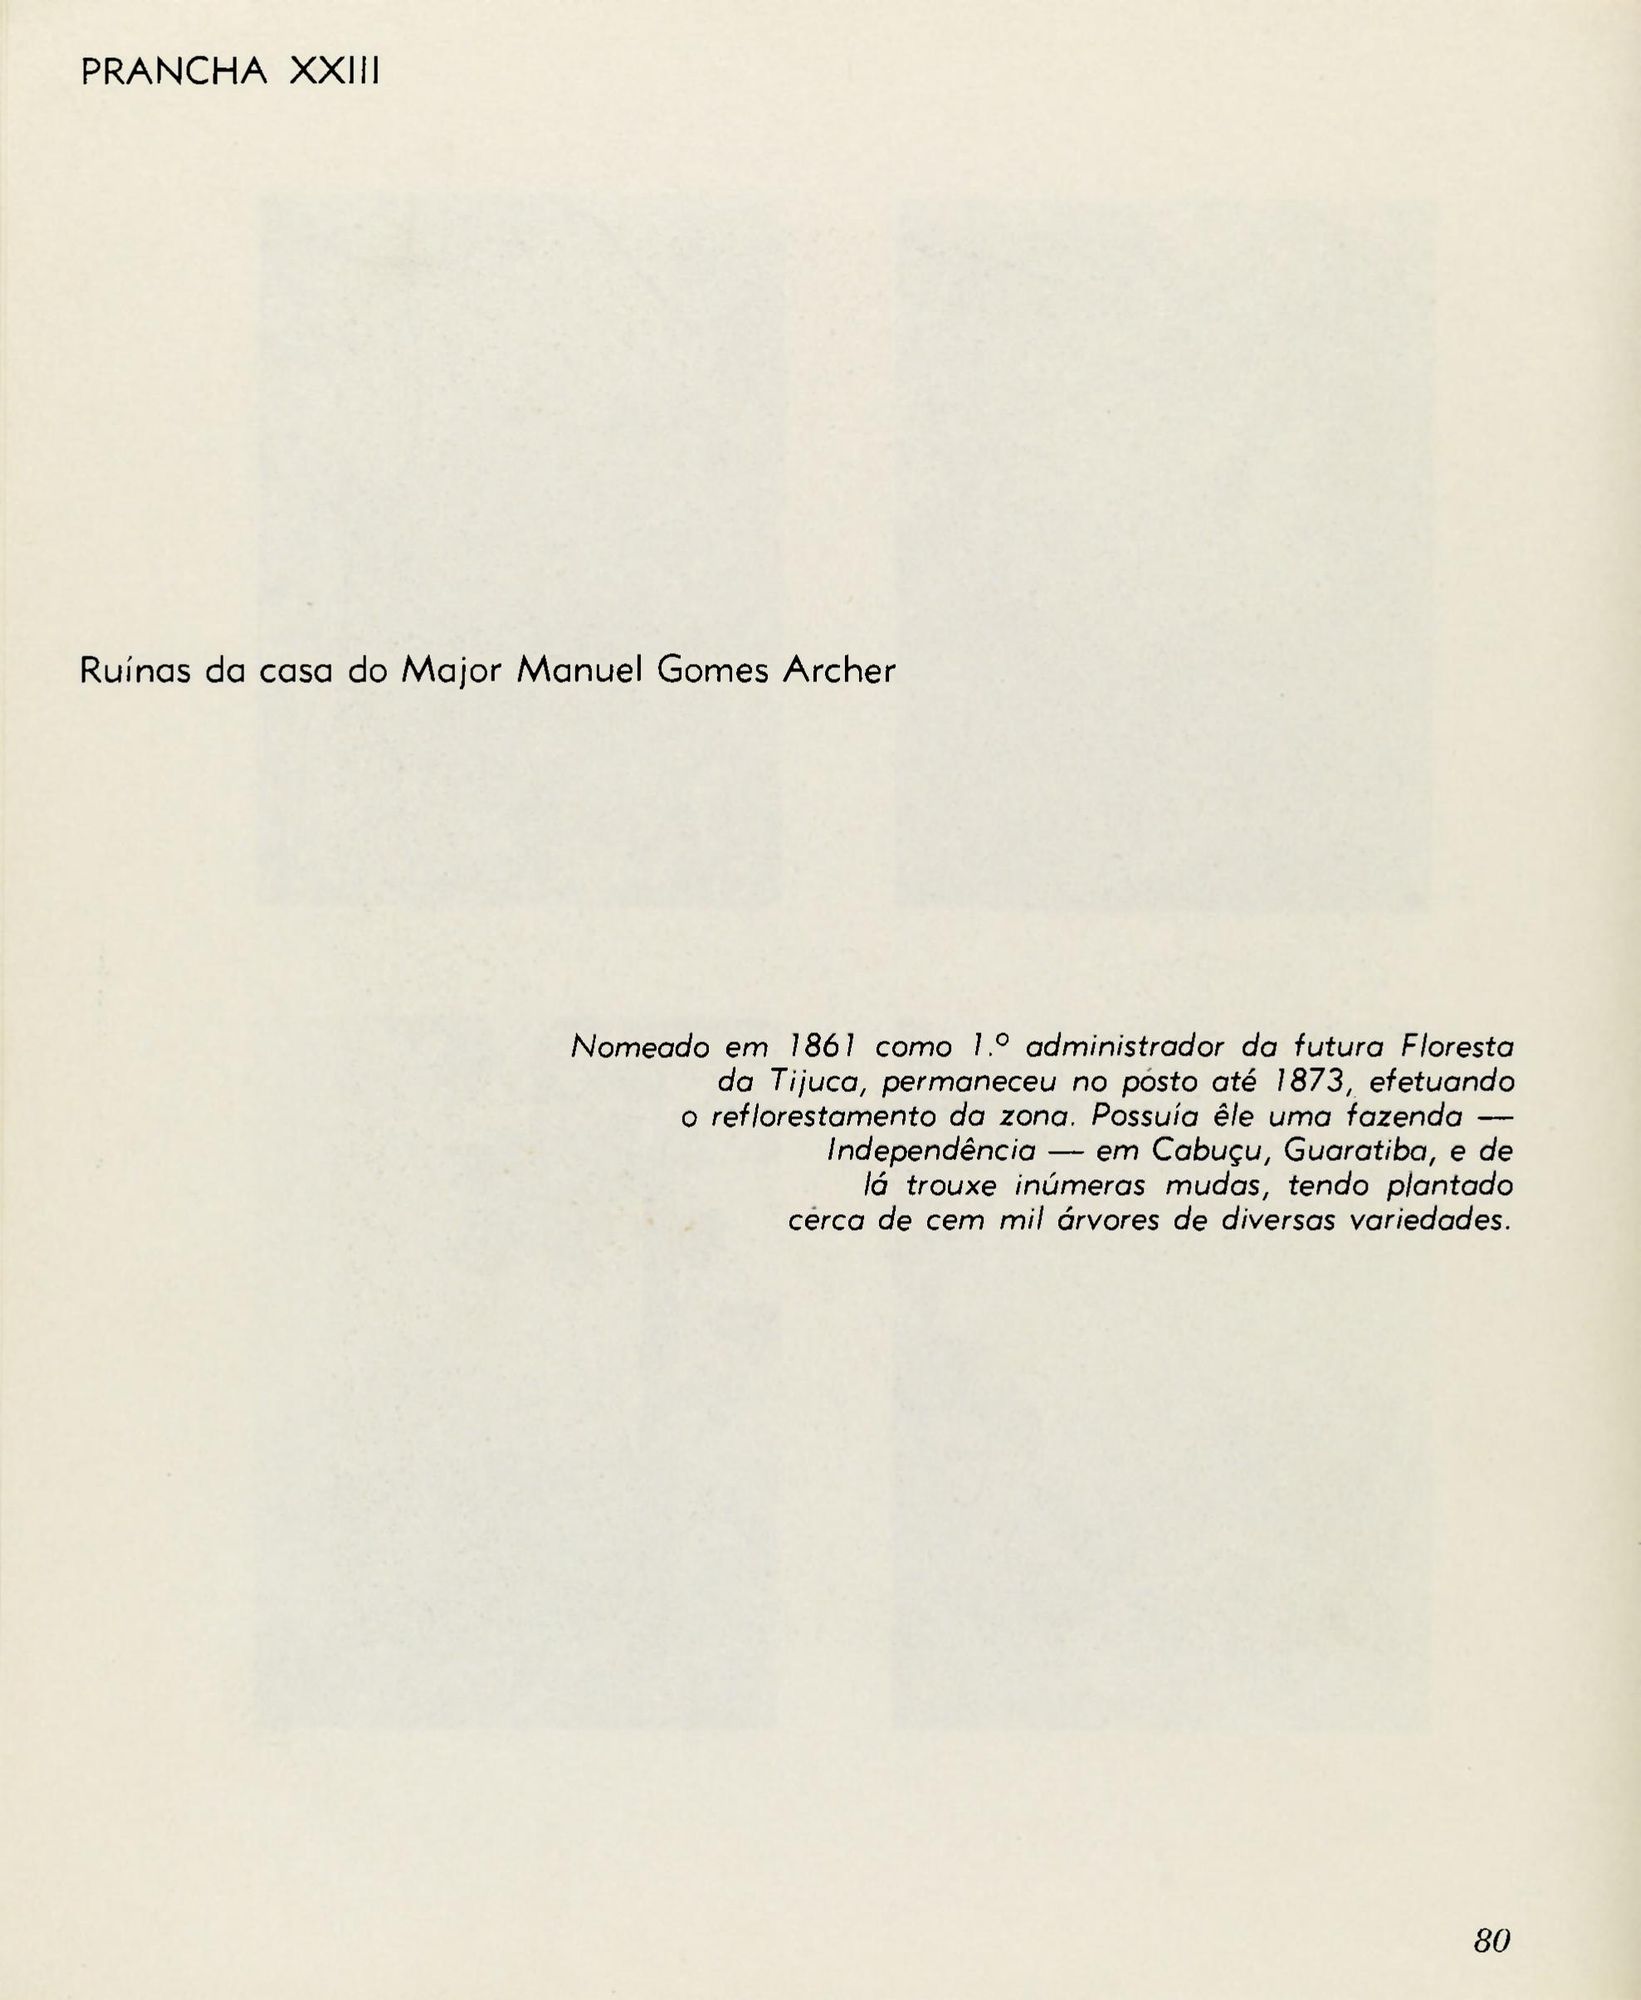 PRANCHA XXIII
Ruínas da casa do Major Manuel Gomes Archer
Nomeado em 1861 como 1.º administrador da futura Floresta
da Tijuca, permaneceu no pôsto até 1873, efetuando
o reflorestamento da zona. Possuía êle uma fazenda —
Independência — em Cabuçu, Guaratiba, e de
lá trouxe inúmeras mudas, tendo plantado
cêrca de cem mil árvores de diversas variedades.
80